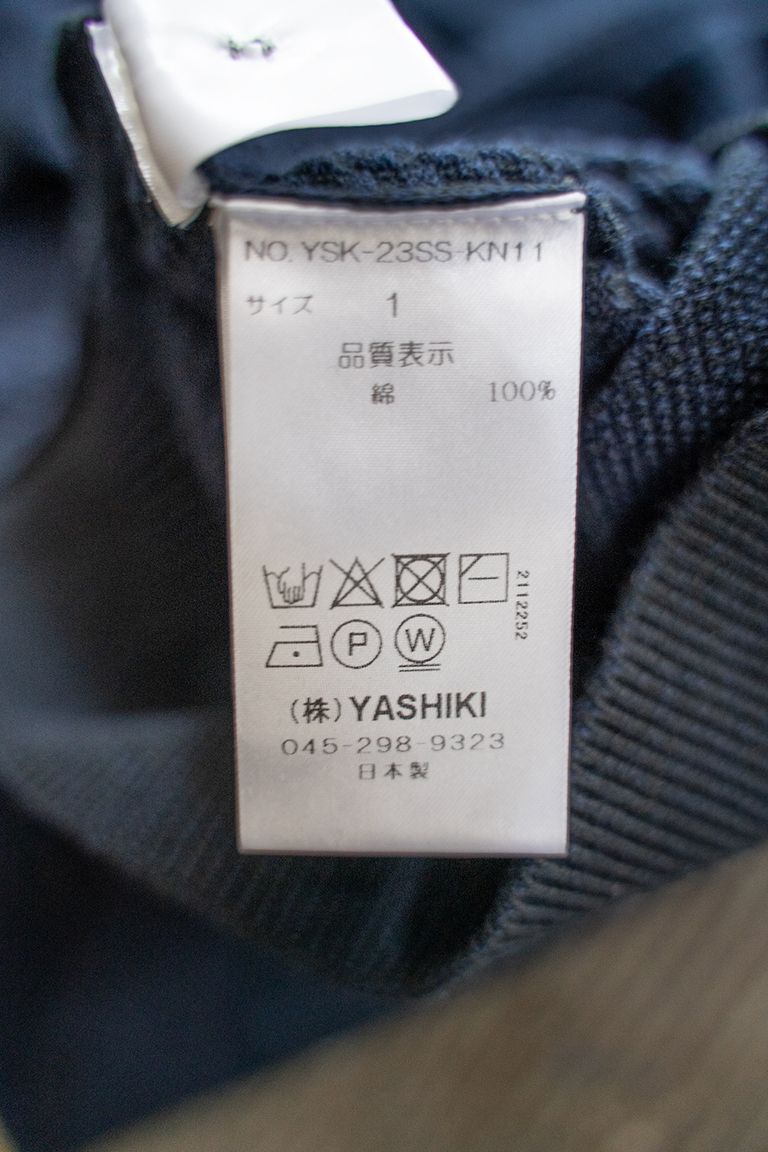 NO. YSK-23SS-KN11
サイズ 1
品質表示
綿 100%
2112252
P W
(株) YASHIKI
045-298-9323
日本製